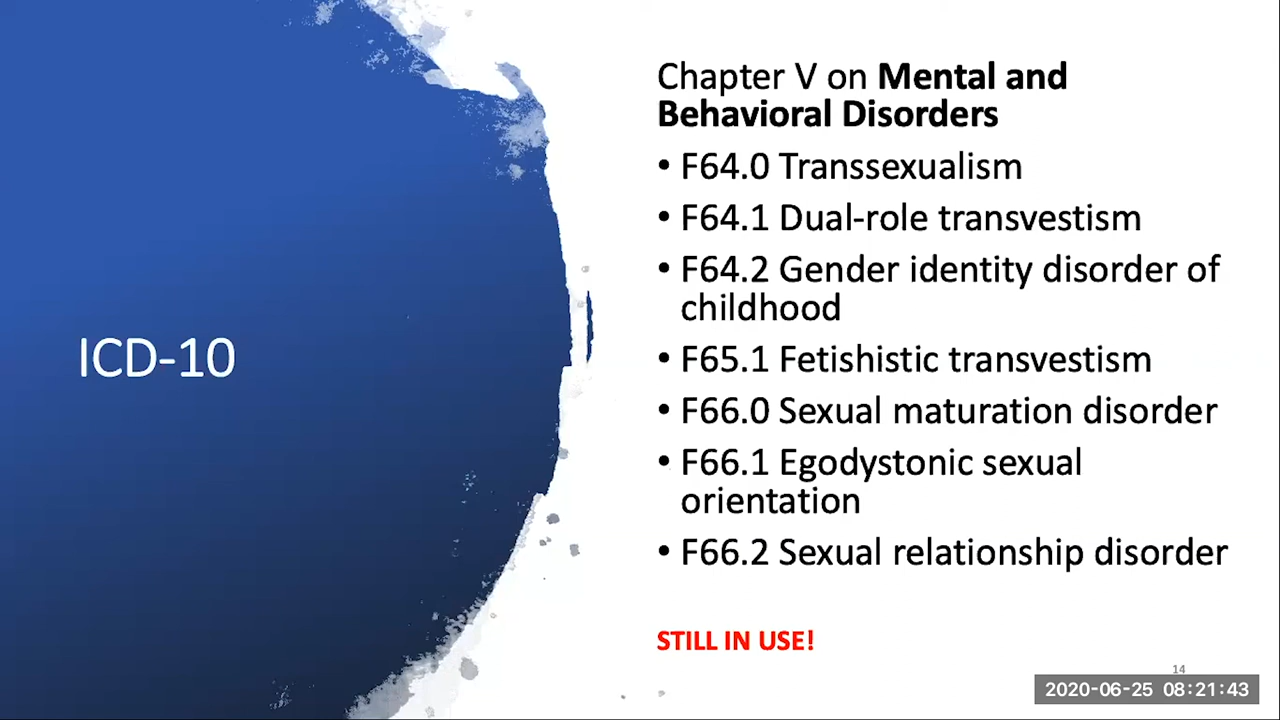 ICD-10
Chapter V on Mental and
Behavioral Disorders
• F64.0 Transsexualism
• F64.1 Dual-role transvestism
• F64.2 Gender identity disorder of
childhood
• F65.1 Fetishistic transvestism
• F66.0 Sexual maturation disorder
• F66.1 Egodystonic sexual
orientation
• F66.2 Sexual relationship disorder
STILL IN USE!
14
2020-06-25 08:21:43